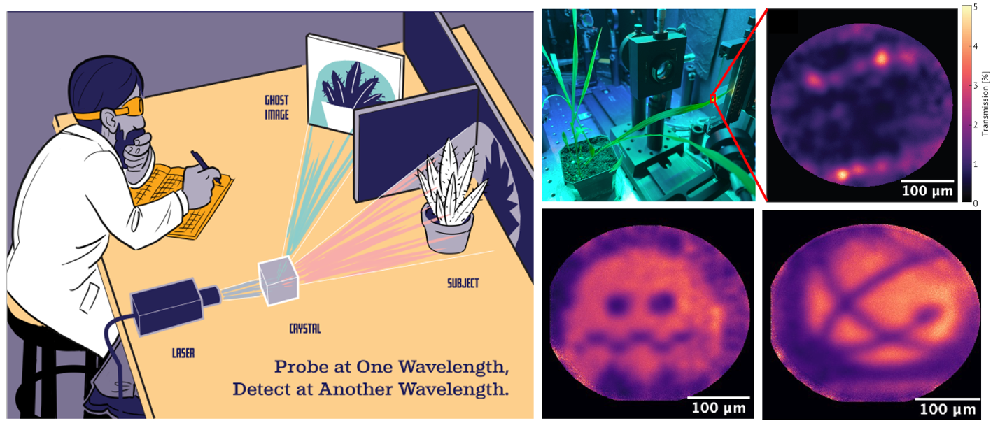 GHOST
IMAGE
SUBJECT
CRYSTAL
LASER
Probe at One Wavelength,
Detect at Another Wavelength.
100 μm
5
4
3
2
1
0
Transmission [%]
100 μm
100 μm